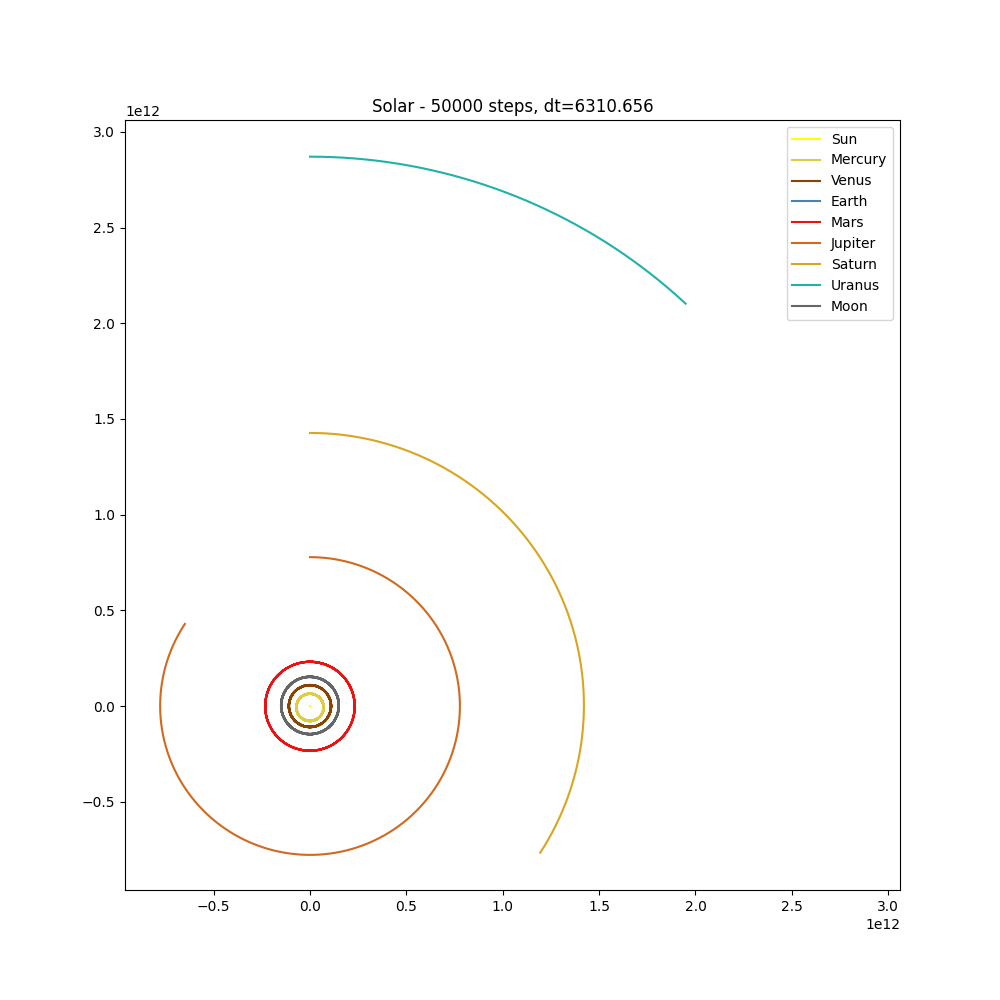 Solar - 50000 steps, dt=6310.656
1e12
3.0
2.5
2.0
1.5
1.0
0.5
0.0
−0.5
−0.5 0.0 0.5 1.0 1.5 2.0 2.5 3.0
1e12
Sun
Mercury
Venus
Earth
Mars
Jupiter
Saturn
Uranus
Moon